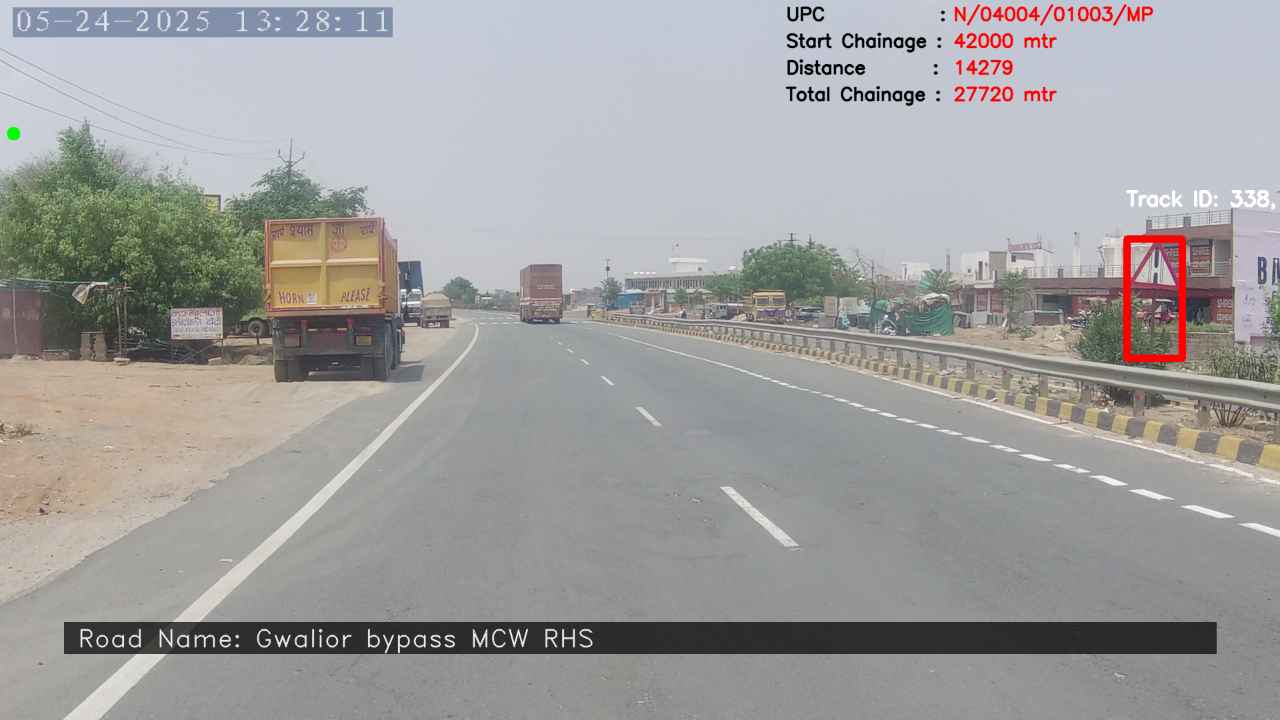 05-24-2025 13:28:11
UPC : N/04004/01003/MP
Start Chainage : 42000 mtr
Distance : 14279
Total Chainage : 27720 mtr
Track ID: 338,
HORN PLEASE
Road Name: Gwalior bypass MCW RHS